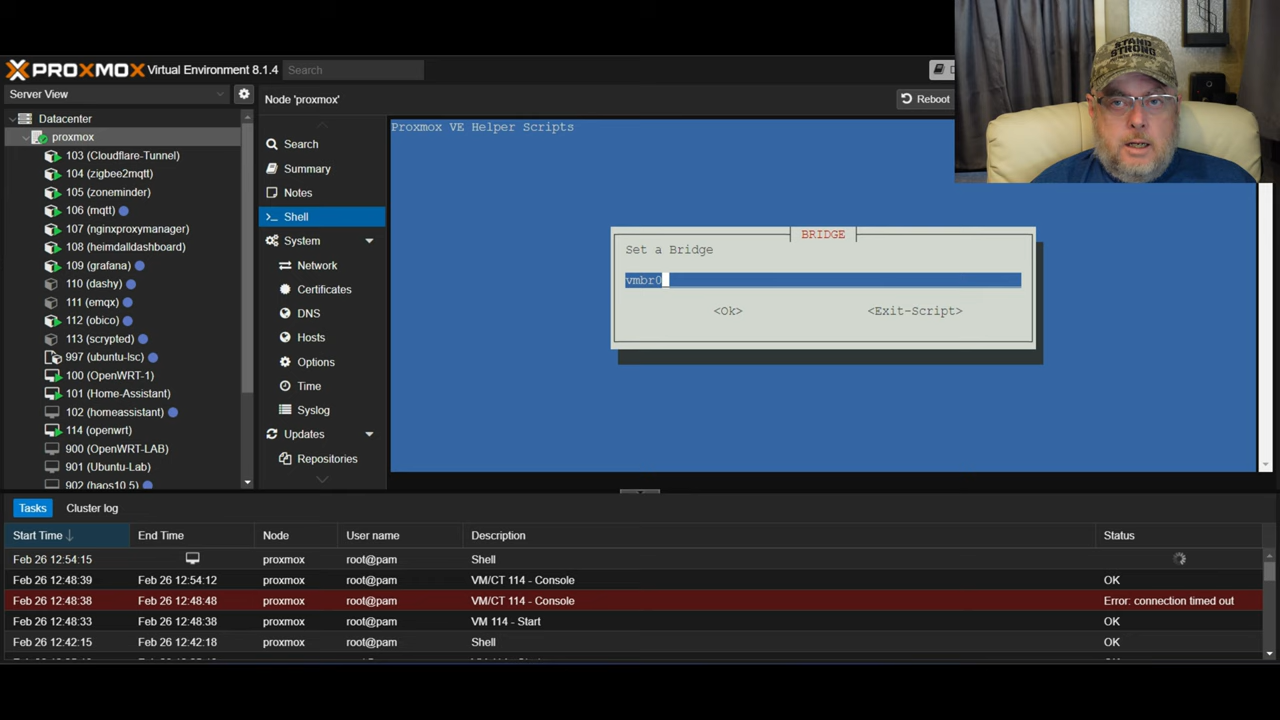 STAND
STRONG
PROXMOX Virtual Environment 8.1.4
Search
Server View
Node 'proxmox'
Reboot
Datacenter
proxmox
103 (Cloudflare-Tunnel)
104 (zigbee2mqtt)
105 (zoneminder)
106 (mqtt)
107 (nginxproxymanager)
108 (heimdalldashboard)
109 (grafana)
110 (dashy)
111 (emqx)
112 (obico)
113 (scrypted)
997 (ubuntu-lsc)
100 (OpenWRT-1)
101 (Home-Assistant)
102 (homeassistant)
114 (openwrt)
900 (OpenWRT-LAB)
901 (Ubuntu-Lab)
902 (haos10.5)
Search
Summary
Notes
>_ Shell
System
Network
Certificates
DNS
Hosts
Options
Time
Syslog
Updates
Repositories
Proxmox VE Helper Scripts
BRIDGE
Set a Bridge
vmbr0
<Ok> <Exit-Script>
Tasks Cluster log
Start Time End Time Node User name Description Status
Feb 26 12:54:15 proxmox root@pam Shell
Feb 26 12:48:39 Feb 26 12:54:12 proxmox root@pam VM/CT 114 - Console OK
Feb 26 12:48:38 Feb 26 12:48:48 proxmox root@pam VM/CT 114 - Console Error: connection timed out
Feb 26 12:48:33 Feb 26 12:48:38 proxmox root@pam VM 114 - Start OK
Feb 26 12:42:15 Feb 26 12:42:18 proxmox root@pam Shell OK